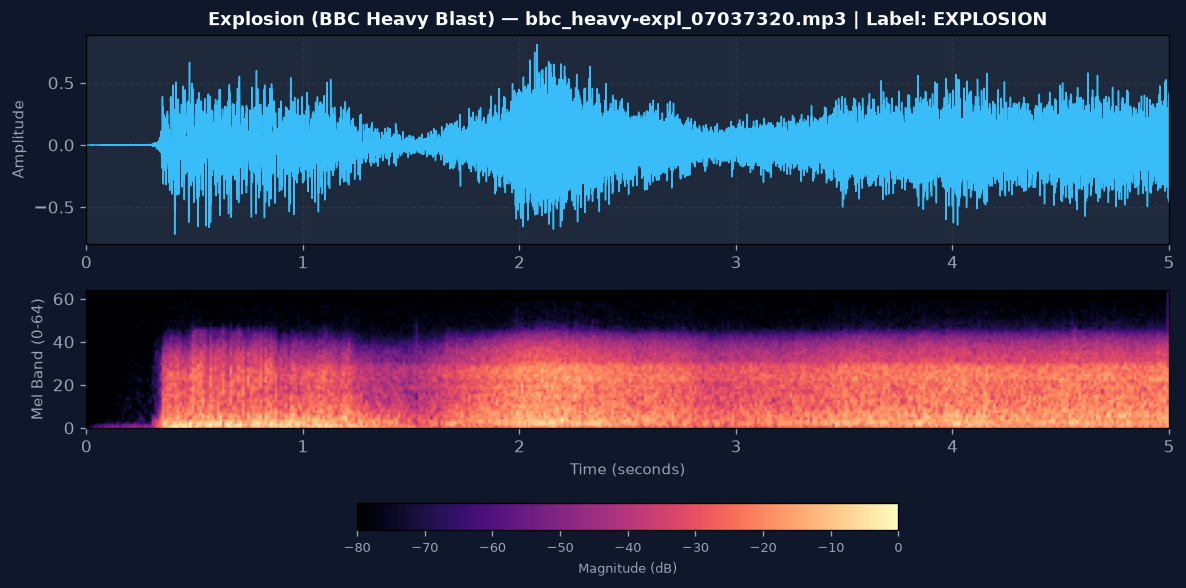 Explosion (BBC Heavy Blast) — bbc_heavy-expl_07037320.mp3 | Label: EXPLOSION
Amplitude
0.5
0.0
−0.5
0 1 2 3 4 5
Mel Band (0-64)
60
40
20
0
0 1 2 3 4 5
Time (seconds)
−80 −70 −60 −50 −40 −30 −20 −10 0
Magnitude (dB)